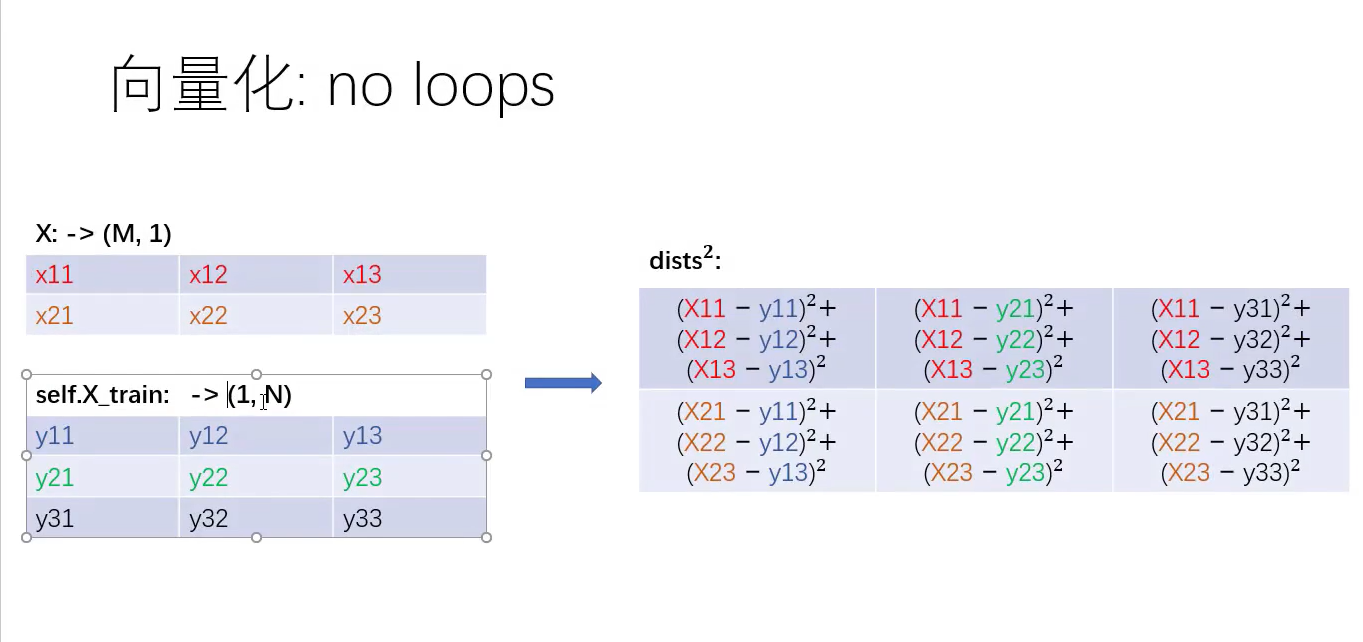 向量化: no loops
X: -> (M, 1)
x11 x12 x13
x21 x22 x23
self.X_train: -> (1, N)
y11 y12 y13
y21 y22 y23
y31 y32 y33
dists²:
(X11 − y11)²+ (X11 − y21)²+ (X11 − y31)²+
(X12 − y12)²+ (X12 − y22)²+ (X12 − y32)²+
(X13 − y13)² (X13 − y23)² (X13 − y33)²
(X21 − y11)²+ (X21 − y21)²+ (X21 − y31)²+
(X22 − y12)²+ (X22 − y22)²+ (X22 − y32)²+
(X23 − y13)² (X23 − y23)² (X23 − y33)²